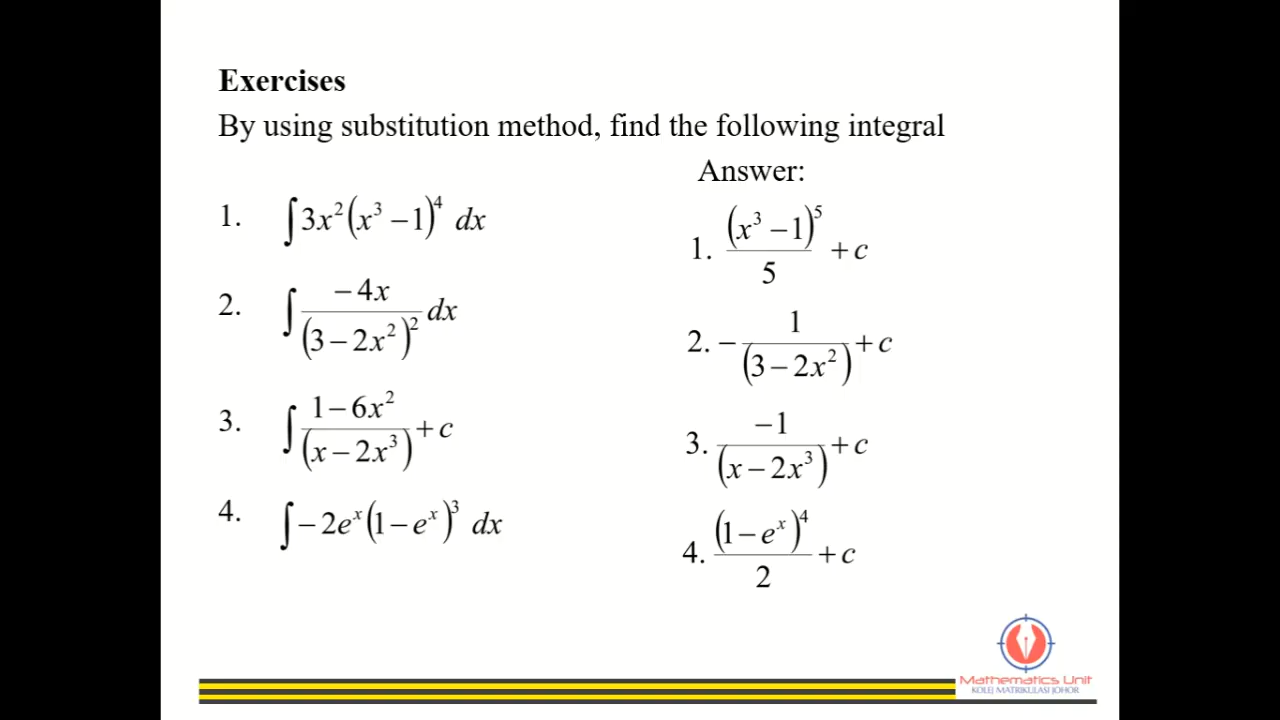 Exercises
By using substitution method, find the following integral
Answer:
1. ∫3x²(x³ − 1)⁴ dx
2. ∫ −4x / (3 − 2x²)² dx
3. ∫ 1 − 6x² / (x − 2x³) + c
4. ∫ − 2eˣ(1 − eˣ)³ dx
1. (x³ − 1)⁵ / 5 + c
2. − 1 / (3 − 2x²) + c
3. −1 / (x − 2x³) + c
4. (1 − eˣ)⁴ / 2 + c
Mathematics Unit
KOLEJ MATRIKULASI JOHOR